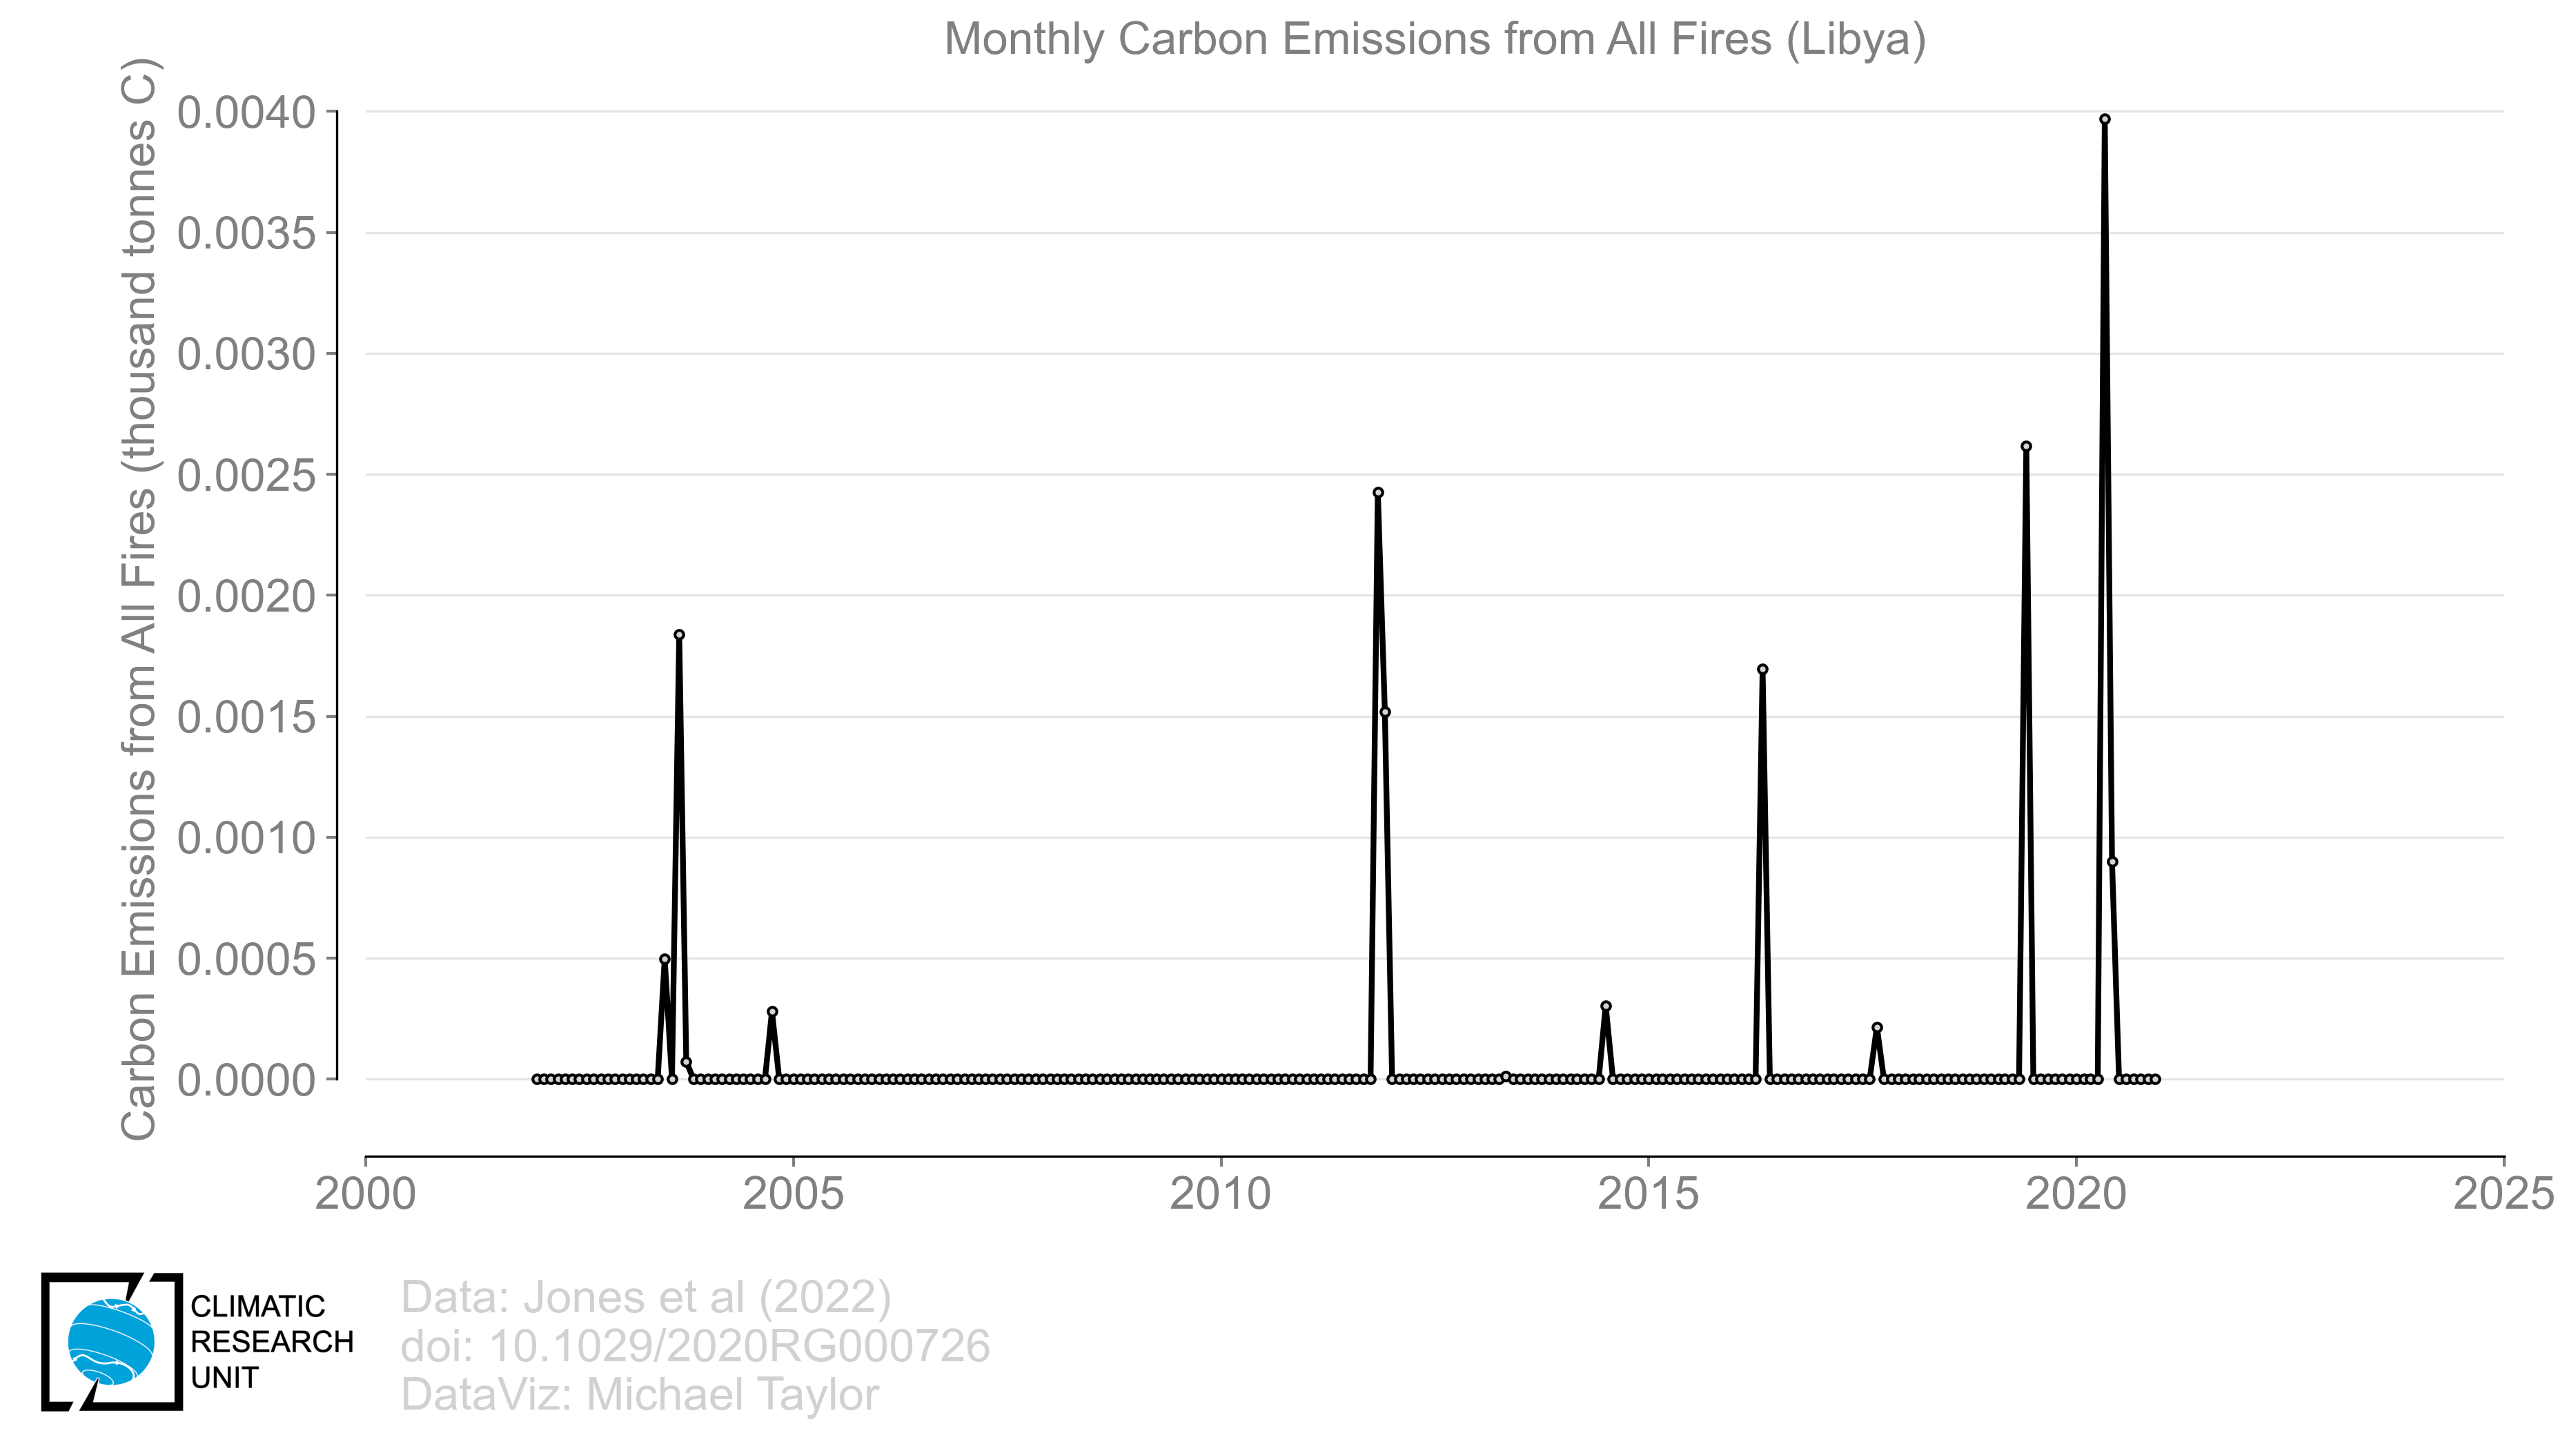 Monthly Carbon Emissions from All Fires (Libya)
Carbon Emissions from All Fires (thousand tonnes C)
0.0040
0.0035
0.0030
0.0025
0.0020
0.0015
0.0010
0.0005
0.0000
2000 2005 2010 2015 2020 2025
CLIMATIC
RESEARCH
UNIT
Data: Jones et al (2022)
doi: 10.1029/2020RG000726
DataViz: Michael Taylor